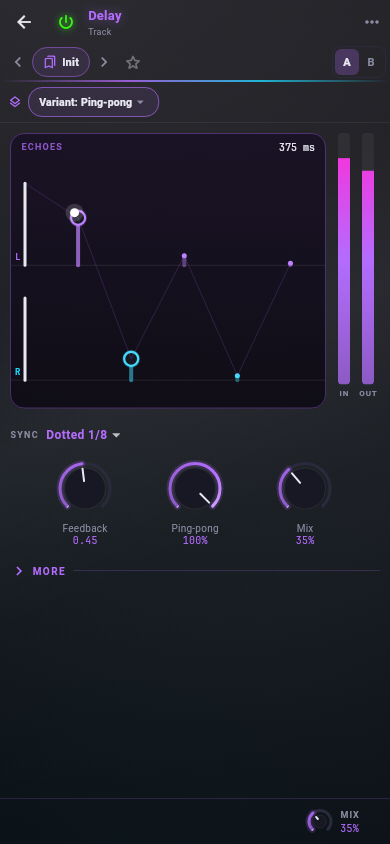 Delay
Track
Init
A B
Variant: Ping-pong
ECHOES 375 ms
L
R
IN OUT
SYNC Dotted 1/8
Feedback Ping-pong Mix
0.45 100% 35%
MORE
MIX
35%